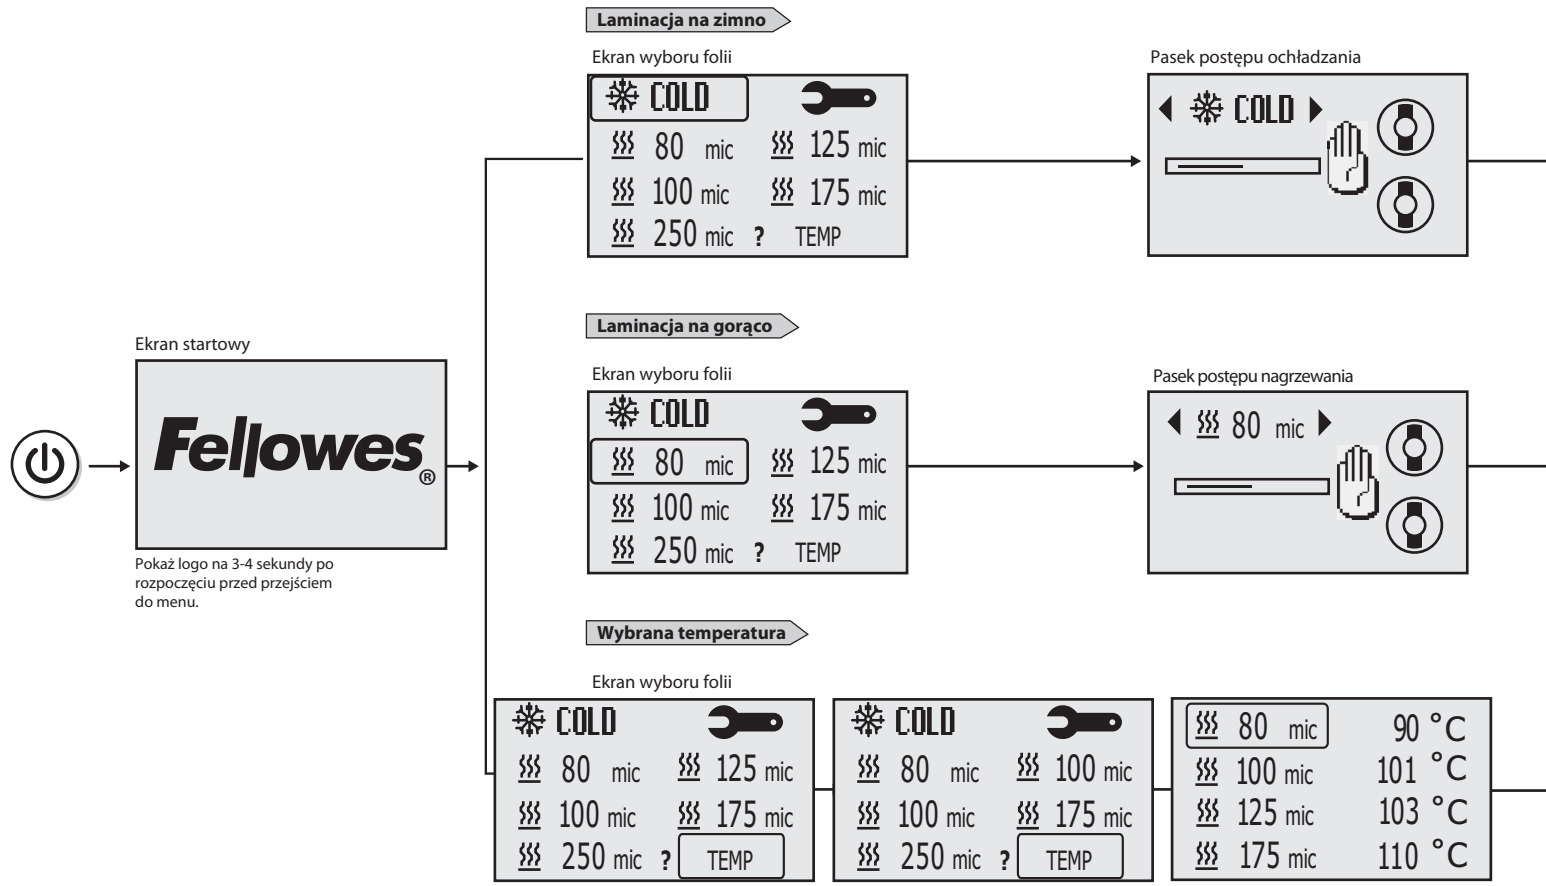 Laminacja na zimno
Ekran wyboru folii
COLD
80 mic 125 mic
100 mic 175 mic
250 mic ? TEMP
Pasek postępu ochładzania
COLD
Laminacja na gorąco
Ekran wyboru folii
COLD
80 mic 125 mic
100 mic 175 mic
250 mic ? TEMP
Pasek postępu nagrzewania
80 mic
Ekran startowy
Fellowes®
Pokaż logo na 3-4 sekundy po
rozpoczęciu przed przejściem
do menu.
Wybrana temperatura
Ekran wyboru folii
COLD
80 mic 125 mic
100 mic 175 mic
250 mic ? TEMP
COLD
80 mic 100 mic
100 mic 175 mic
250 mic ? TEMP
80 mic 90 °C
100 mic 101 °C
125 mic 103 °C
175 mic 110 °C